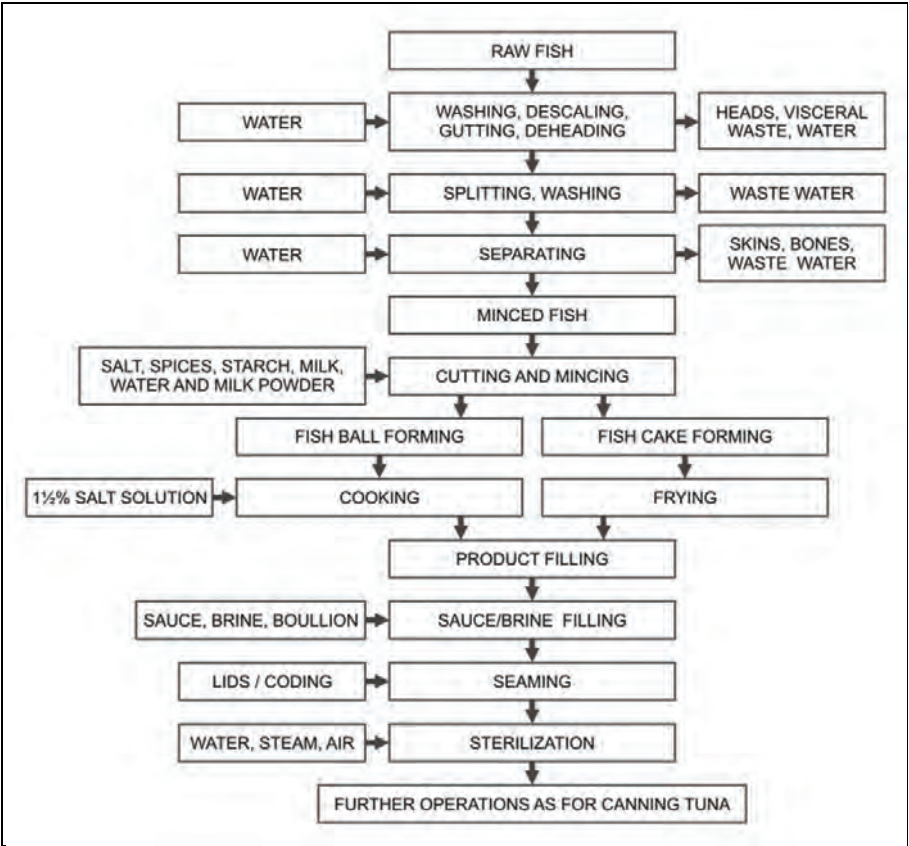 RAW FISH
WATER
WASHING, DESCALING,
GUTTING, DEHEADING
HEADS, VISCERAL
WASTE, WATER
WATER
SPLITTING, WASHING
WASTE WATER
WATER
SEPARATING
SKINS, BONES,
WASTE WATER
MINCED FISH
SALT, SPICES, STARCH, MILK,
WATER AND MILK POWDER
CUTTING AND MINCING
FISH BALL FORMING
FISH CAKE FORMING
1½% SALT SOLUTION
COOKING
FRYING
PRODUCT FILLING
SAUCE, BRINE, BOULLION
SAUCE/BRINE FILLING
LIDS / CODING
SEAMING
WATER, STEAM, AIR
STERILIZATION
FURTHER OPERATIONS AS FOR CANNING TUNA